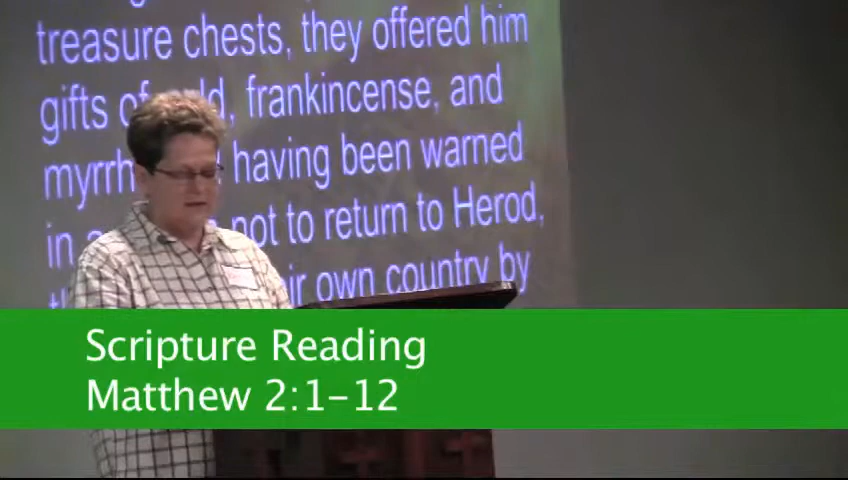 treasure chests, they offered him
gifts of frankincense, and
myrrh having been warned
in not to return to Herod,
own country by
Scripture Reading
Matthew 2:1-12